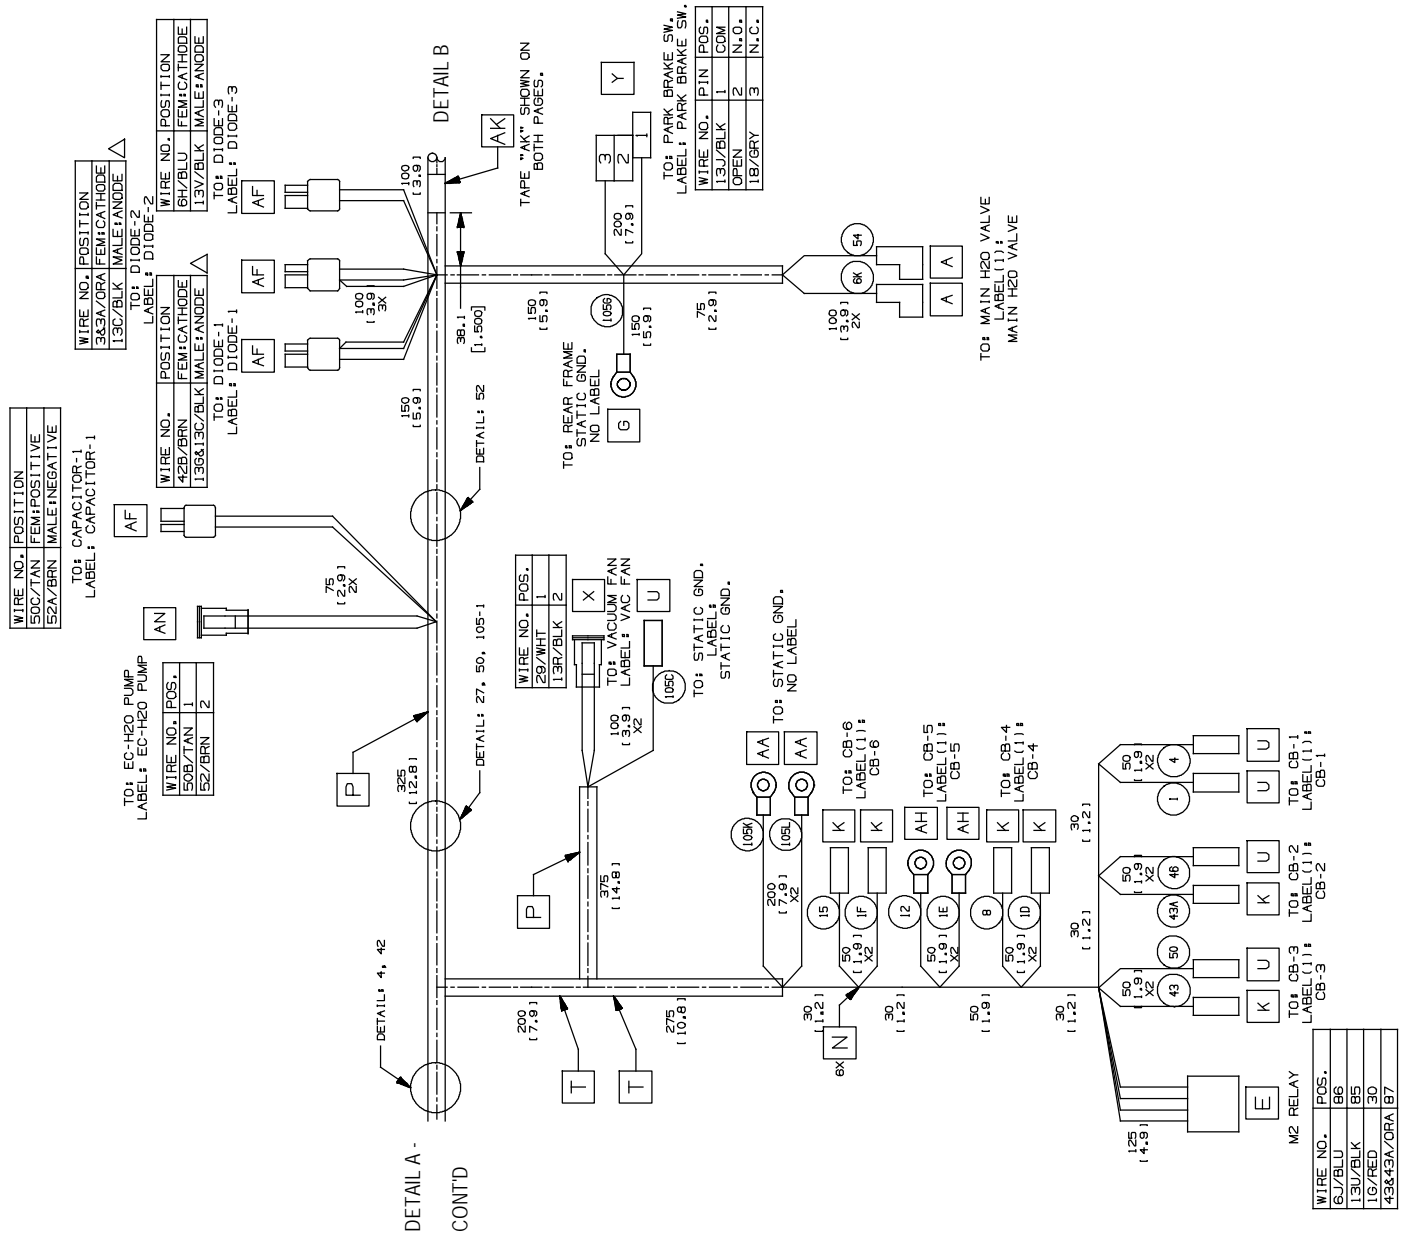 DETAIL A -
CONT'D
DETAIL B
WIRE NO. POSITION
50C/TAN FEM:POSITIVE
52A/BRN MALE:NEGATIVE
TO: CAPACITOR-1
LABEL: CAPACITOR-1
AF
75
[2.9]
2X
TO: EC-H2O PUMP
LABEL: EC-H2O PUMP
WIRE NO. POS.
50B/TAN 1
52/BRN 2
AN
WIRE NO. POSITION
42B/BRN FEM:CATHODE
13G&13C/BLK MALE:ANODE
TO: DIODE-1
LABEL: DIODE-1
AF
WIRE NO. POSITION
3&3A/ORA FEM:CATHODE
13C/BLK MALE:ANODE
TO: DIODE-2
LABEL: DIODE-2
AF
WIRE NO. POSITION
6H/BLU FEM:CATHODE
13V/BLK MALE:ANODE
TO: DIODE-3
LABEL: DIODE-3
AF
100
[3.9]
3X
100
[3.9]
AK
TAPE "AK" SHOWN ON
BOTH PAGES.
38.1
[1.500]
150
[5.9]
DETAIL: 52
DETAIL: 27, 50, 105-1
DETAIL: 4, 42
P
325
[12.8]
150
[5.9]
75
[2.9]
105G
150
[5.9]
G
TO: REAR FRAME
STATIC GND.
NO LABEL
200
[7.9]
3
2
1
Y
TO: PARK BRAKE SW.
LABEL: PARK BRAKE SW.
WIRE NO. PIN POS.
13J/BLK 1 COM
OPEN 2 N.O.
18/GRY 3 N.C.
54
6K
100
[3.9]
2X
A
A
TO: MAIN H2O VALVE
LABEL(1):
MAIN H2O VALVE
WIRE NO. POS.
29/WHT 1
13R/BLK 2
X
TO: VACUUM FAN
LABEL: VAC FAN
U
100
[3.9]
X2
105C
TO: STATIC GND.
LABEL:
STATIC GND.
P
375
[14.8]
T
T
200
[7.9]
275
[10.8]
105K
105L
AA
AA
200
[7.9]
X2
TO: STATIC GND.
NO LABEL
15
1F
K
K
50
[1.9]
X2
TO: CB-6
LABEL(1):
CB-6
12
1E
AH
AH
50
[1.9]
X2
TO: CB-5
LABEL(1):
CB-5
8
1D
K
K
50
[1.9]
X2
TO: CB-4
LABEL(1):
CB-4
30
[1.2]
30
[1.2]
50
[1.9]
30
[1.2]
N
6X
30
[1.2]
30
[1.2]
50
[1.9]
X2
4
1
U
U
TO: CB-1
LABEL(1):
CB-1
50
[1.9]
X2
46
43A
U
K
TO: CB-2
LABEL(1):
CB-2
50
[1.9]
X2
50
43
U
K
TO: CB-3
LABEL(1):
CB-3
125
[4.9]
E
M2 RELAY
WIRE NO. POS.
6J/BLU 86
13U/BLK 85
1G/RED 30
43&43A/ORA 87